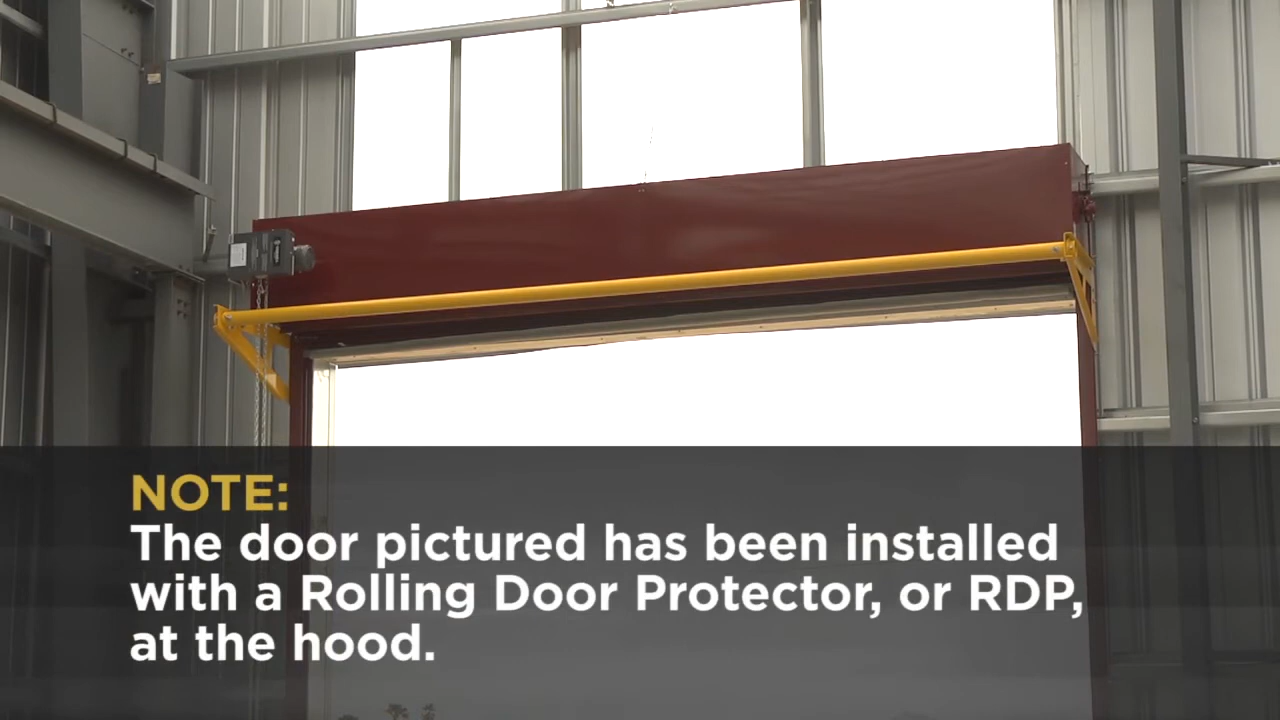 NOTE:
The door pictured has been installed
with a Rolling Door Protector, or RDP,
at the hood.